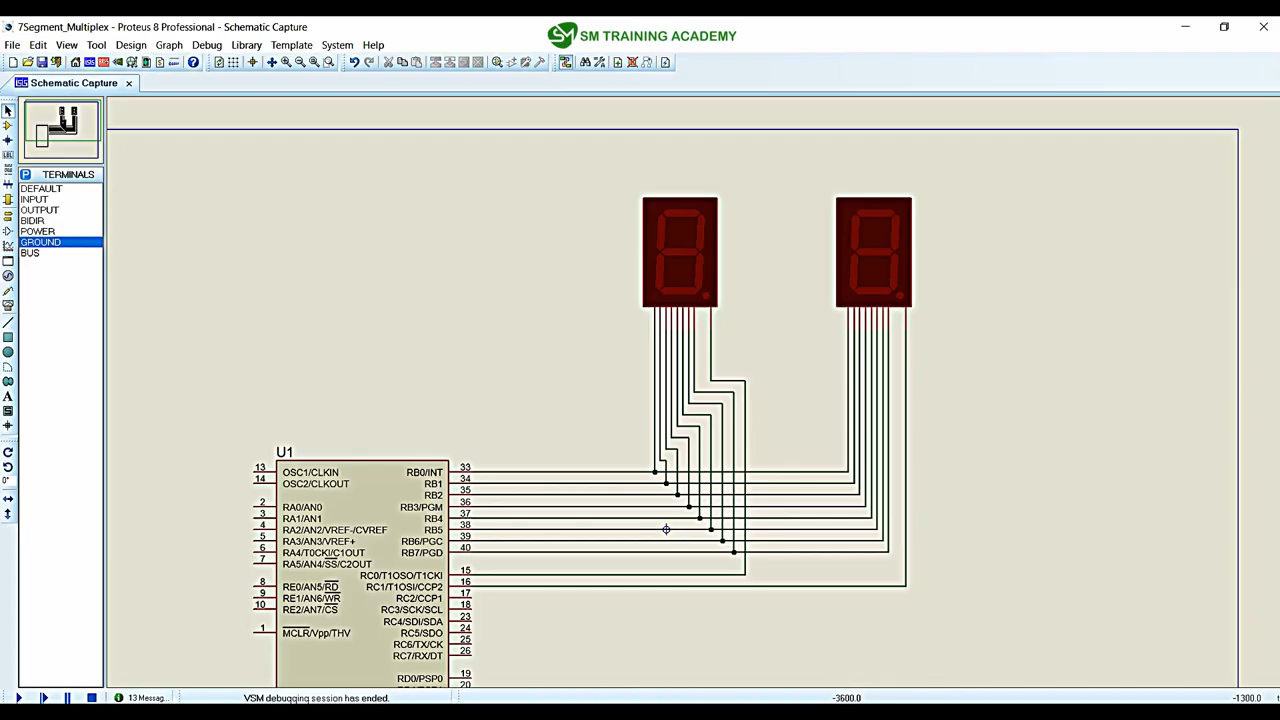 7Segment_Multiplex - Proteus 8 Professional - Schematic Capture
SM TRAINING ACADEMY
File Edit View Tool Design Graph Debug Library Template System Help
Schematic Capture
P TERMINALS
DEFAULT
INPUT
OUTPUT
BIDIR
POWER
GROUND
BUS
LBL
A
0°
U1
13 OSC1/CLKIN RB0/INT 33
14 OSC2/CLKOUT RB1 34
RB2 35
2 RA0/AN0 RB3/PGM 36
3 RA1/AN1 RB4 37
4 RA2/AN2/VREF-/CVREF RB5 38
5 RA3/AN3/VREF+ RB6/PGC 39
6 RA4/T0CKI/C1OUT RB7/PGD 40
7 RA5/AN4/SS/C2OUT
RC0/T1OSO/T1CKI 15
8 RE0/AN5/RD RC1/T1OSI/CCP2 16
9 RE1/AN6/WR RC2/CCP1 17
10 RE2/AN7/CS RC3/SCK/SCL 18
RC4/SDI/SDA 23
1 MCLR/Vpp/THV RC5/SDO 24
RC6/TX/CK 25
RC7/RX/DT 26
RD0/PSP0 19
20
13 Messag... VSM debugging session has ended. -3600.0 -1300.0